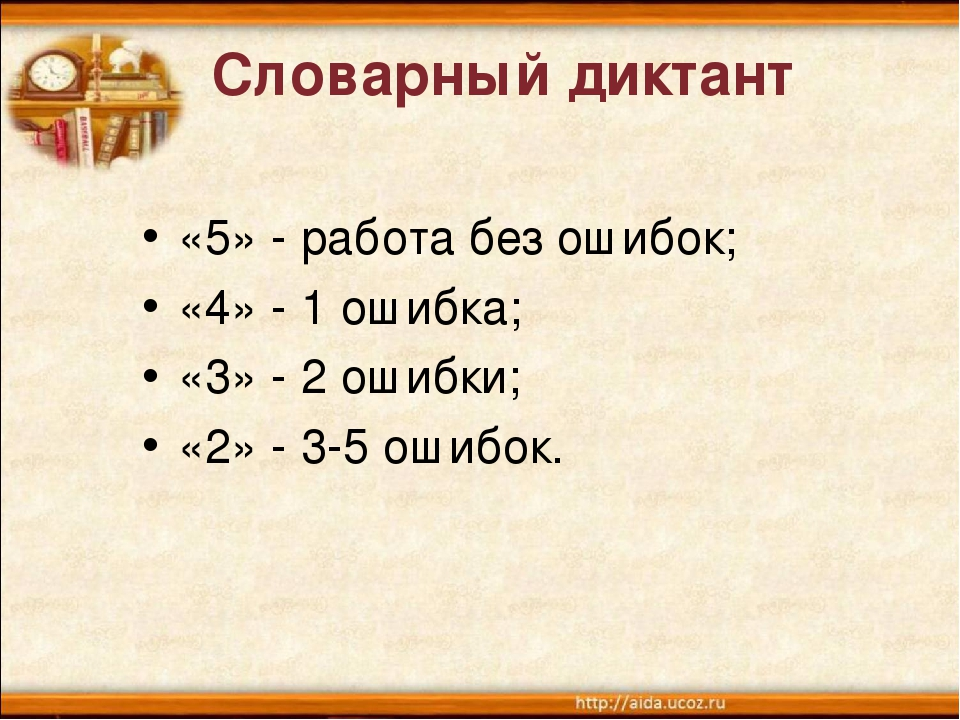 Словарный диктант
• «5» - работа без ошибок;
• «4» - 1 ошибка;
• «3» - 2 ошибки;
• «2» - 3-5 ошибок.
BASEBALL
http://aida.ucoz.ru